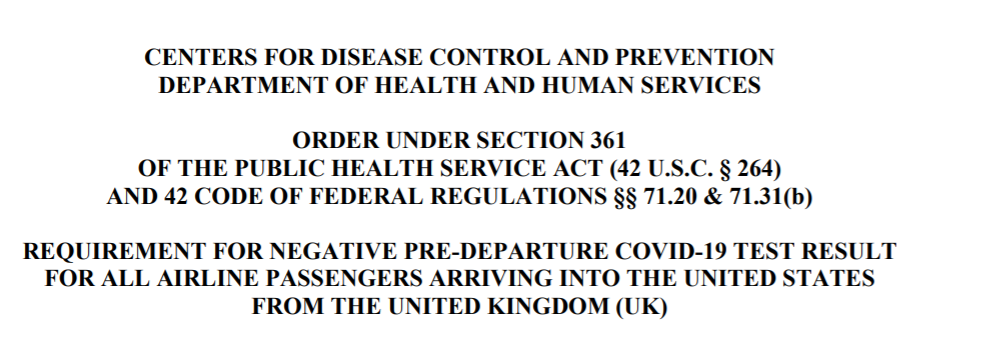 CENTERS FOR DISEASE CONTROL AND PREVENTION
DEPARTMENT OF HEALTH AND HUMAN SERVICES
ORDER UNDER SECTION 361
OF THE PUBLIC HEALTH SERVICE ACT (42 U.S.C. § 264)
AND 42 CODE OF FEDERAL REGULATIONS §§ 71.20 & 71.31(b)
REQUIREMENT FOR NEGATIVE PRE-DEPARTURE COVID-19 TEST RESULT
FOR ALL AIRLINE PASSENGERS ARRIVING INTO THE UNITED STATES
FROM THE UNITED KINGDOM (UK)